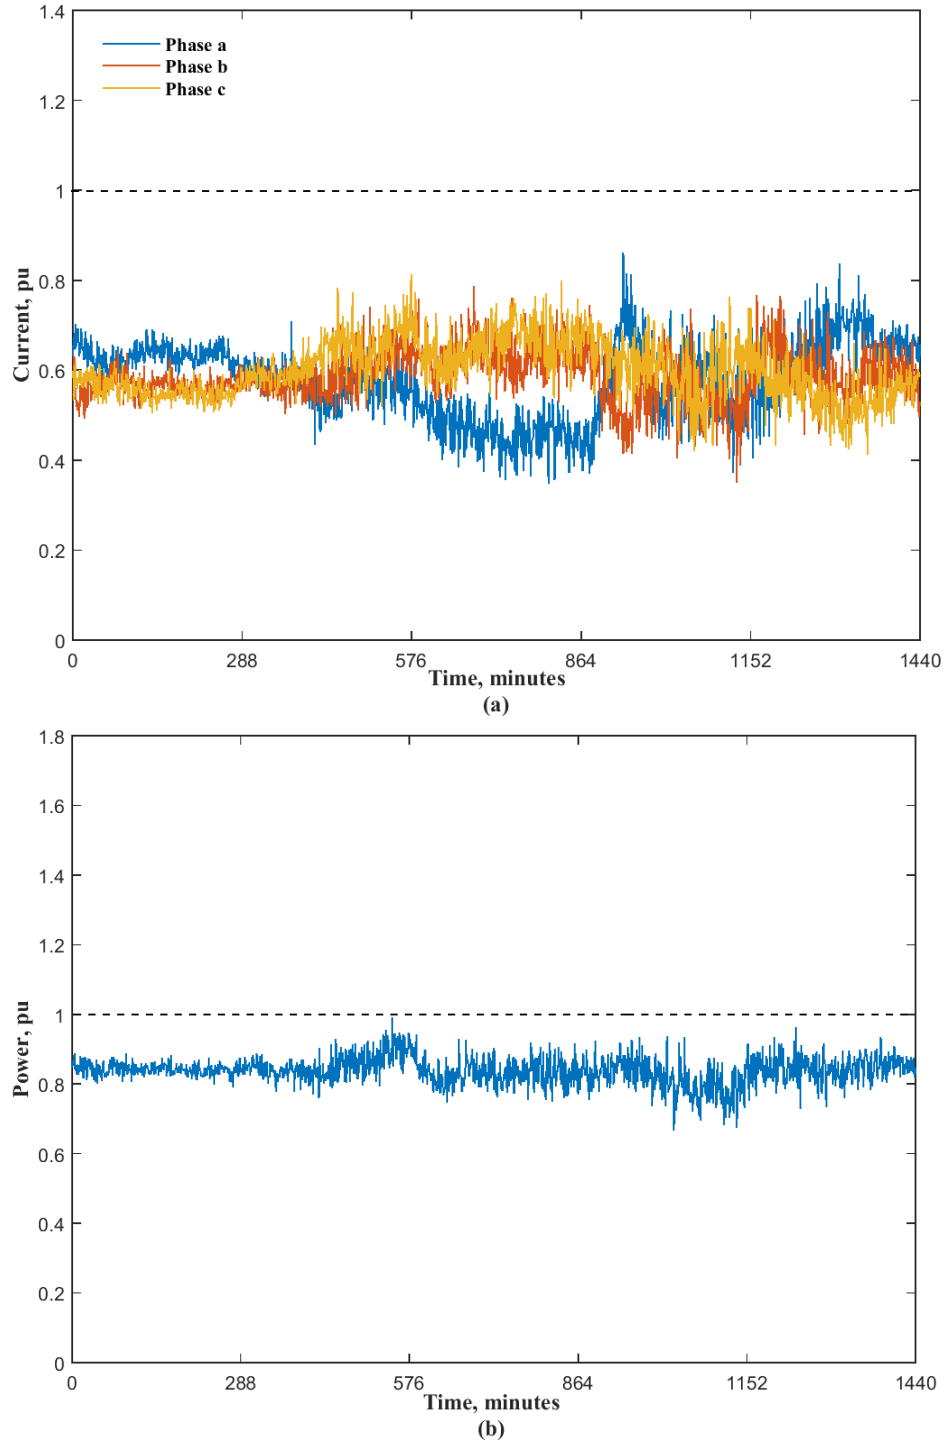 1.4
Phase a
Phase b
Phase c
1.2
1
0.8
0.6
0.4
0.2
0
Current, pu
0 288 576 864 1152 1440
Time, minutes
(a)
1.8
1.6
1.4
1.2
1
0.8
0.6
0.4
0.2
0
Power, pu
0 288 576 864 1152 1440
Time, minutes
(b)